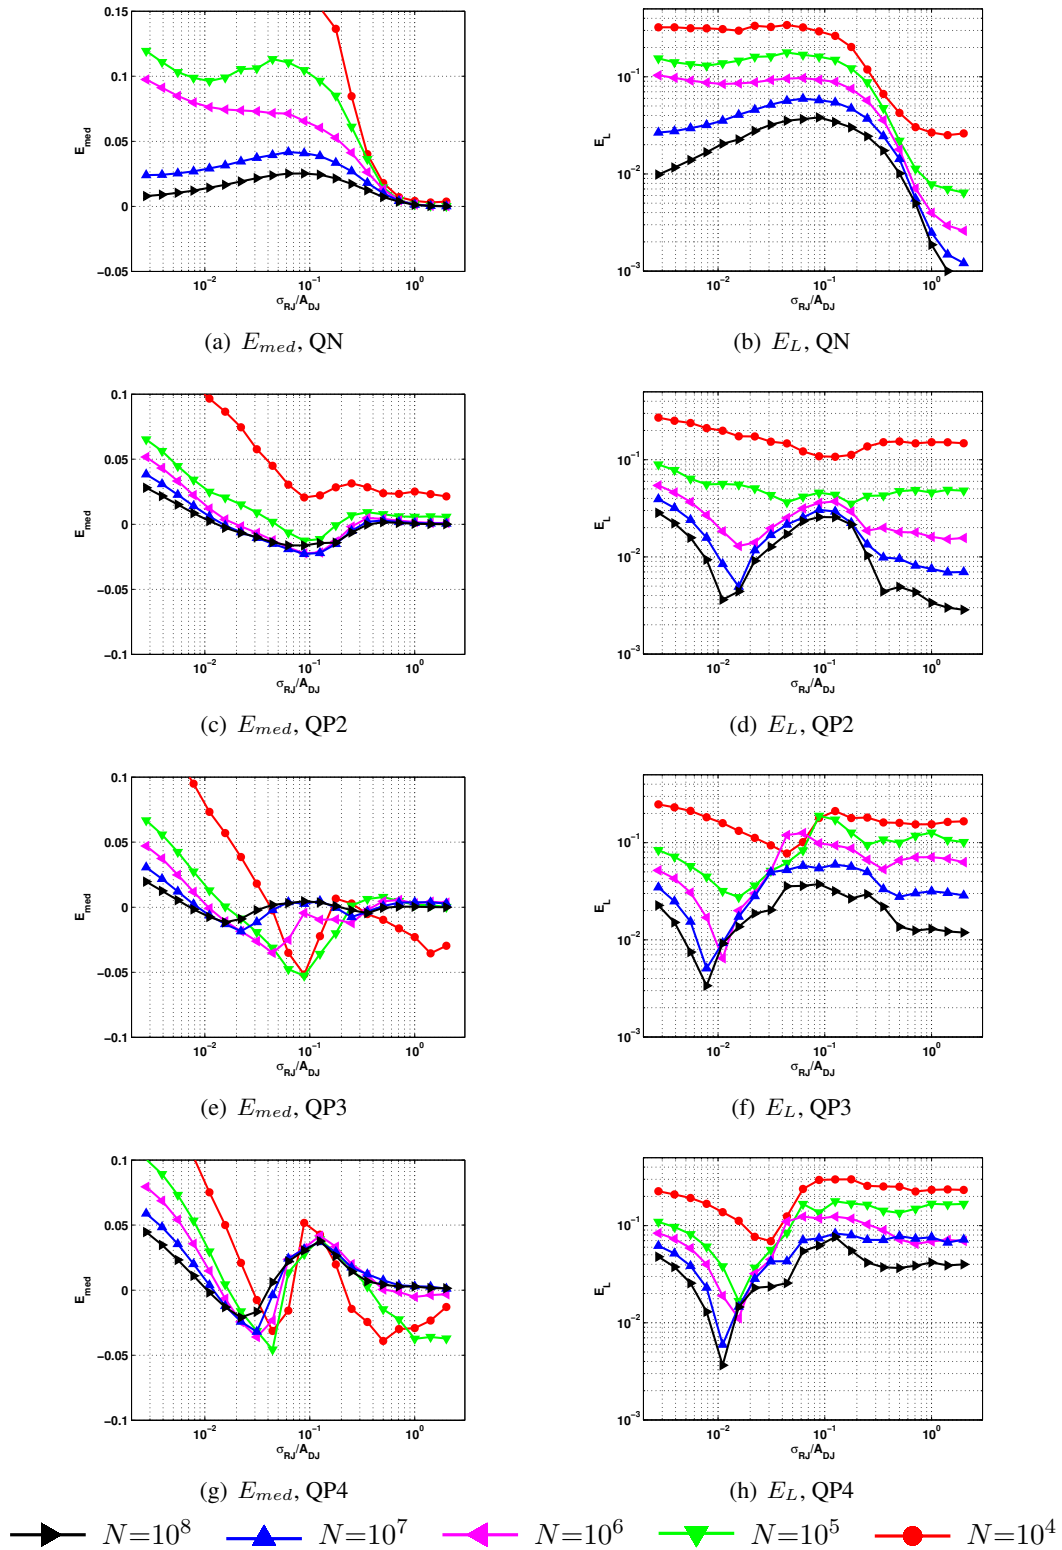 0.15
0.1
0.05
0
−0.05
E_med
10^−2
10^−1
10^0
σ_RJ/A_DJ
(a) E_med, QN
10^−1
10^−2
10^−3
E_L
10^−2
10^−1
10^0
σ_RJ/A_DJ
(b) E_L, QN
0.1
0.05
0
−0.05
−0.1
E_med
10^−2
10^−1
10^0
σ_RJ/A_DJ
(c) E_med, QP2
10^−1
10^−2
10^−3
E_L
10^−2
10^−1
10^0
σ_RJ/A_DJ
(d) E_L, QP2
0.1
0.05
0
−0.05
−0.1
E_med
10^−2
10^−1
10^0
σ_RJ/A_DJ
(e) E_med, QP3
10^−1
10^−2
10^−3
E_L
10^−2
10^−1
10^0
σ_RJ/A_DJ
(f) E_L, QP3
0.1
0.05
0
−0.05
−0.1
E_med
10^−2
10^−1
10^0
σ_RJ/A_DJ
(g) E_med, QP4
10^−1
10^−2
10^−3
E_L
10^−2
10^−1
10^0
σ_RJ/A_DJ
(h) E_L, QP4
N=10^8 N=10^7 N=10^6 N=10^5 N=10^4